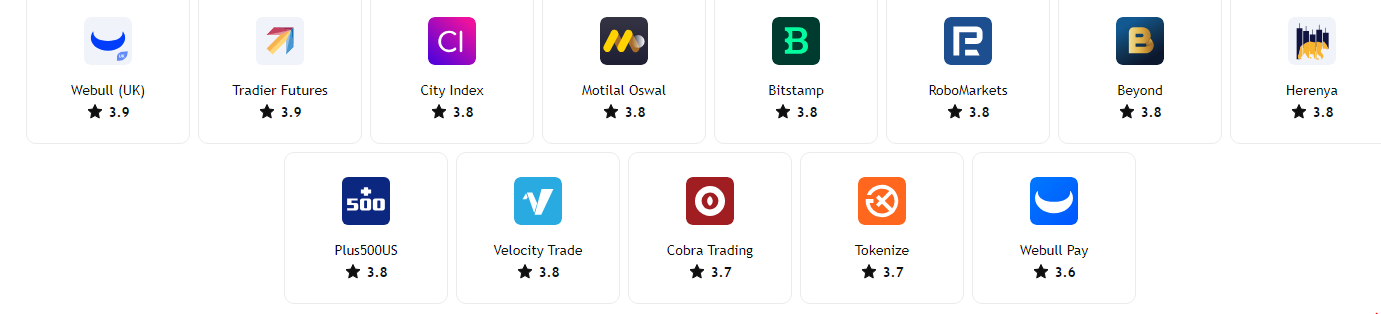 CI
B
B
Webull (UK) Tradier Futures City Index Motilal Oswal Bitstamp RoboMarkets Beyond Herenya
3.9 3.9 3.8 3.8 3.8 3.8 3.8 3.8
500
Plus500US Velocity Trade Cobra Trading Tokenize Webull Pay
3.8 3.8 3.7 3.7 3.6